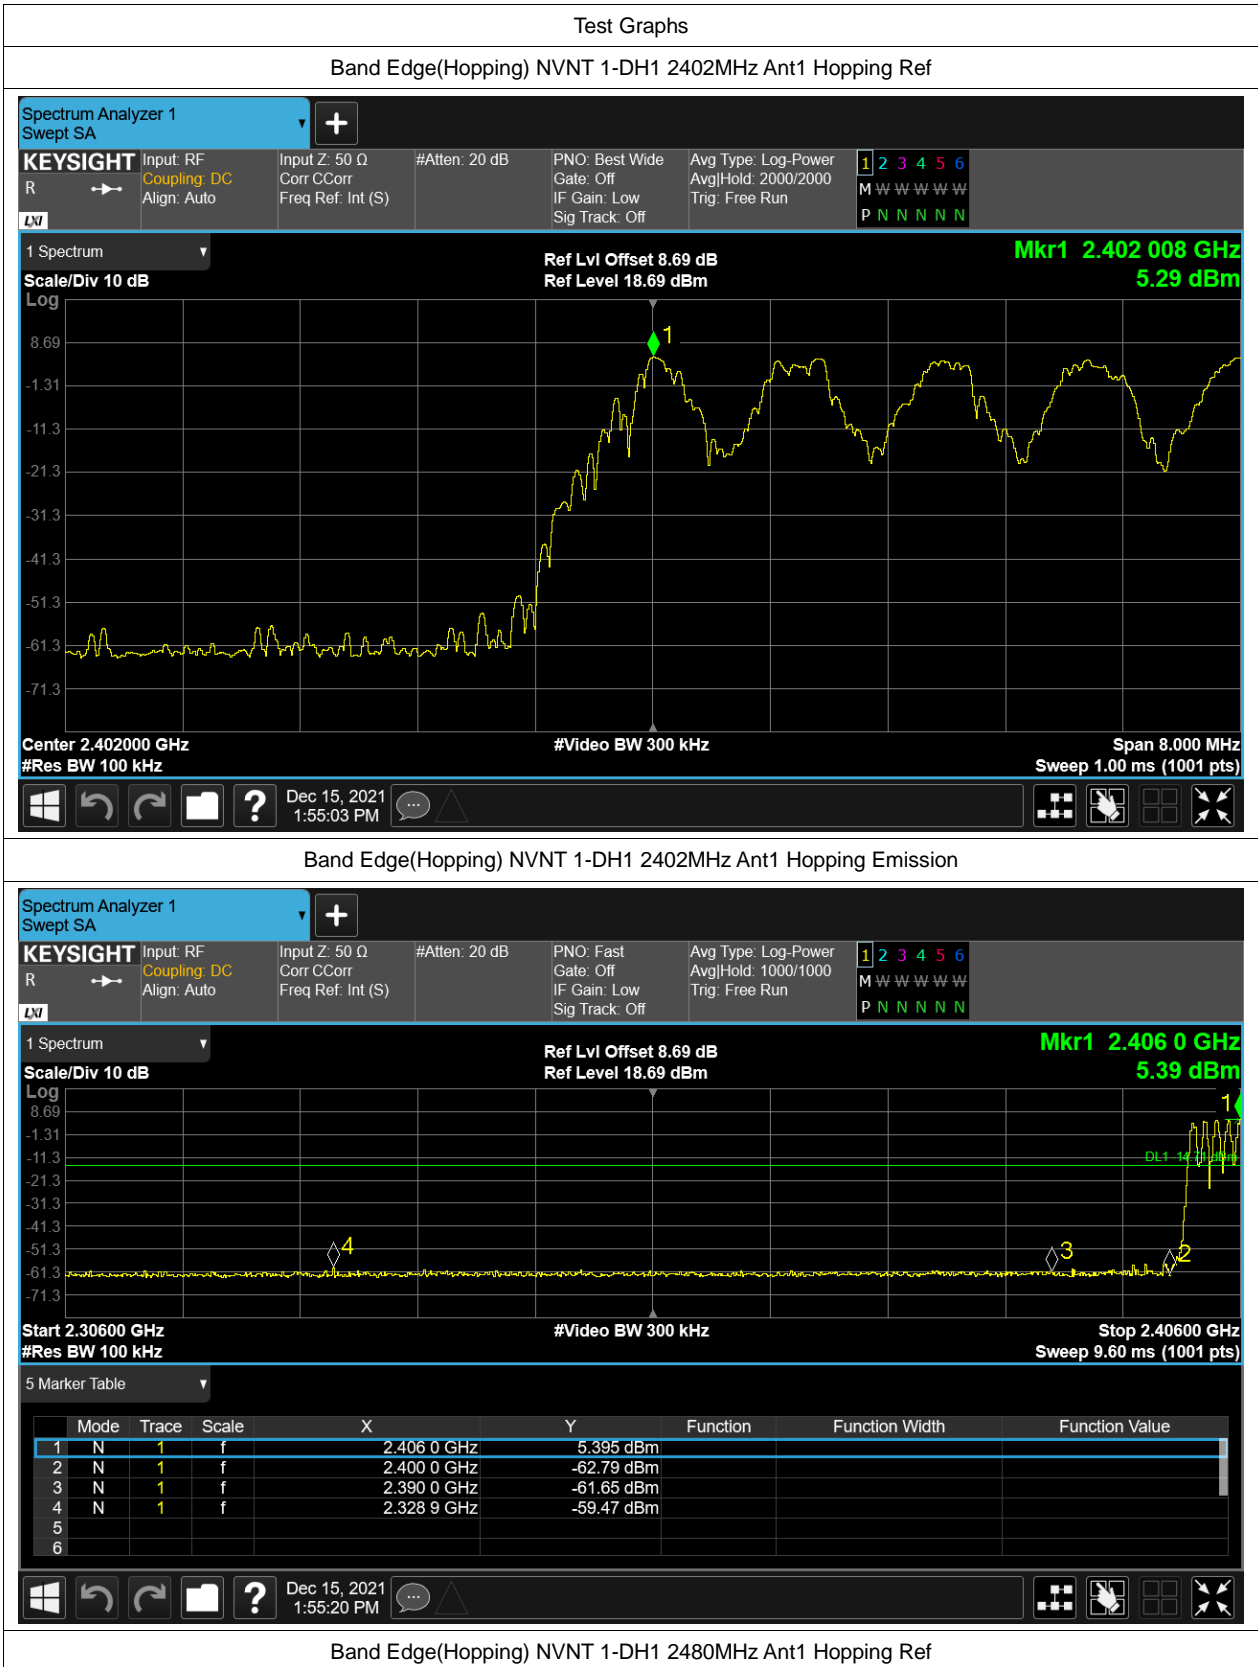 Test Graphs
Band Edge(Hopping) NVNT 1-DH1 2402MHz Ant1 Hopping Ref
Spectrum Analyzer 1
Swept SA
KEYSIGHT Input: RF Input Z: 50 Ω #Atten: 20 dB PNO: Best Wide Avg Type: Log-Power 1 2 3 4 5 6
R Coupling: DC Corr CCorr Gate: Off Avg|Hold: 2000/2000 M W W W W W
Align: Auto Freq Ref: Int (S) IF Gain: Low Trig: Free Run
LXI Sig Track: Off P N N N N N
1 Spectrum Ref Lvl Offset 8.69 dB Mkr1 2.402 008 GHz
Scale/Div 10 dB Ref Level 18.69 dBm 5.29 dBm
Log
1
8.69
-1.31
-11.3
-21.3
-31.3
-41.3
-51.3
-61.3
-71.3
Center 2.402000 GHz #Video BW 300 kHz Span 8.000 MHz
#Res BW 100 kHz Sweep 1.00 ms (1001 pts)
? Dec 15, 2021
1:55:03 PM
Band Edge(Hopping) NVNT 1-DH1 2402MHz Ant1 Hopping Emission
Spectrum Analyzer 1
Swept SA
KEYSIGHT Input: RF Input Z: 50 Ω #Atten: 20 dB PNO: Fast Avg Type: Log-Power 1 2 3 4 5 6
R Coupling: DC Corr CCorr Gate: Off Avg|Hold: 1000/1000 M W W W W W
Align: Auto Freq Ref: Int (S) IF Gain: Low Trig: Free Run
LXI Sig Track: Off P N N N N N
1 Spectrum Ref Lvl Offset 8.69 dB Mkr1 2.406 0 GHz
Scale/Div 10 dB Ref Level 18.69 dBm 5.39 dBm
Log
8.69 1
-1.31
-11.3 DL1 -14.71 dBm
-21.3
-31.3
-41.3
-51.3 4 3 2
-61.3
-71.3
Start 2.30600 GHz #Video BW 300 kHz Stop 2.40600 GHz
#Res BW 100 kHz Sweep 9.60 ms (1001 pts)
5 Marker Table
Mode Trace Scale X Y Function Function Width Function Value
1 N 1 f 2.406 0 GHz 5.395 dBm
2 N 1 f 2.400 0 GHz -62.79 dBm
3 N 1 f 2.390 0 GHz -61.65 dBm
4 N 1 f 2.328 9 GHz -59.47 dBm
5
6
? Dec 15, 2021
1:55:20 PM
Band Edge(Hopping) NVNT 1-DH1 2480MHz Ant1 Hopping Ref